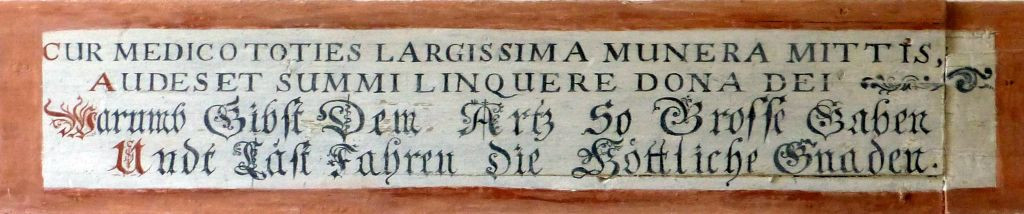 CUR MEDICO TOTIES LARGISSIMA MUNERA MITTIS,
AUDES ET SUMMI LINQUERE DONA DEI
Warumb Gibst Dem Artz So Grosse Gaben
Undt Läst Fahren die Göttliche Gnaden.